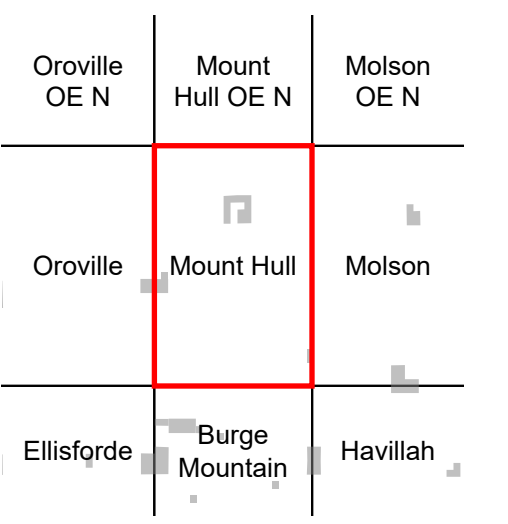 Oroville
OE N
Mount
Hull OE N
Molson
OE N
Oroville
Mount Hull
Molson
Ellisforde
Burge
Mountain
Havillah